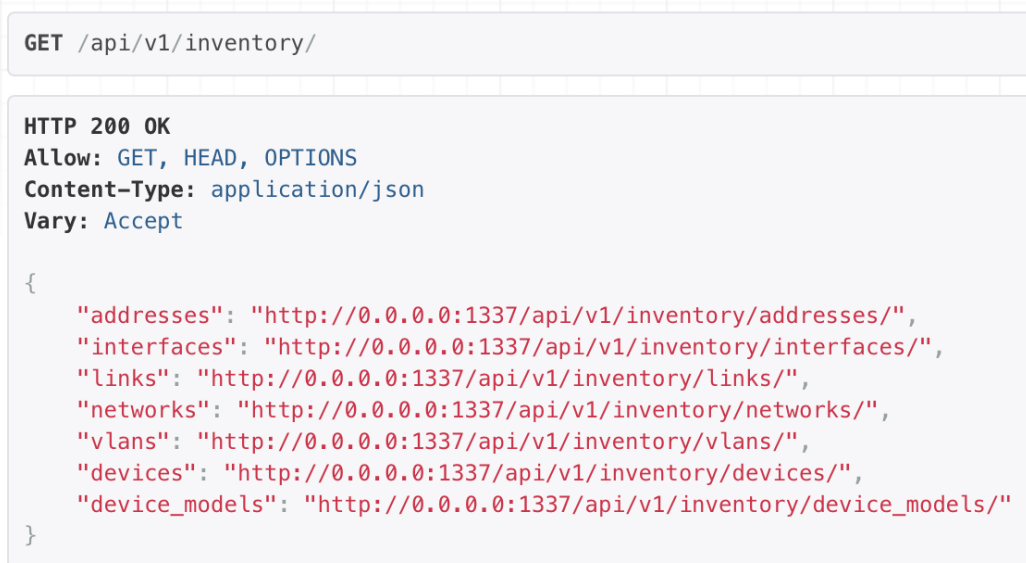 GET /api/v1/inventory/
HTTP 200 OK
Allow: GET, HEAD, OPTIONS
Content-Type: application/json
Vary: Accept
{
"addresses": "http://0.0.0.0:1337/api/v1/inventory/addresses/",
"interfaces": "http://0.0.0.0:1337/api/v1/inventory/interfaces/",
"links": "http://0.0.0.0:1337/api/v1/inventory/links/",
"networks": "http://0.0.0.0:1337/api/v1/inventory/networks/",
"vlans": "http://0.0.0.0:1337/api/v1/inventory/vlans/",
"devices": "http://0.0.0.0:1337/api/v1/inventory/devices/",
"device_models": "http://0.0.0.0:1337/api/v1/inventory/device_models/"
}